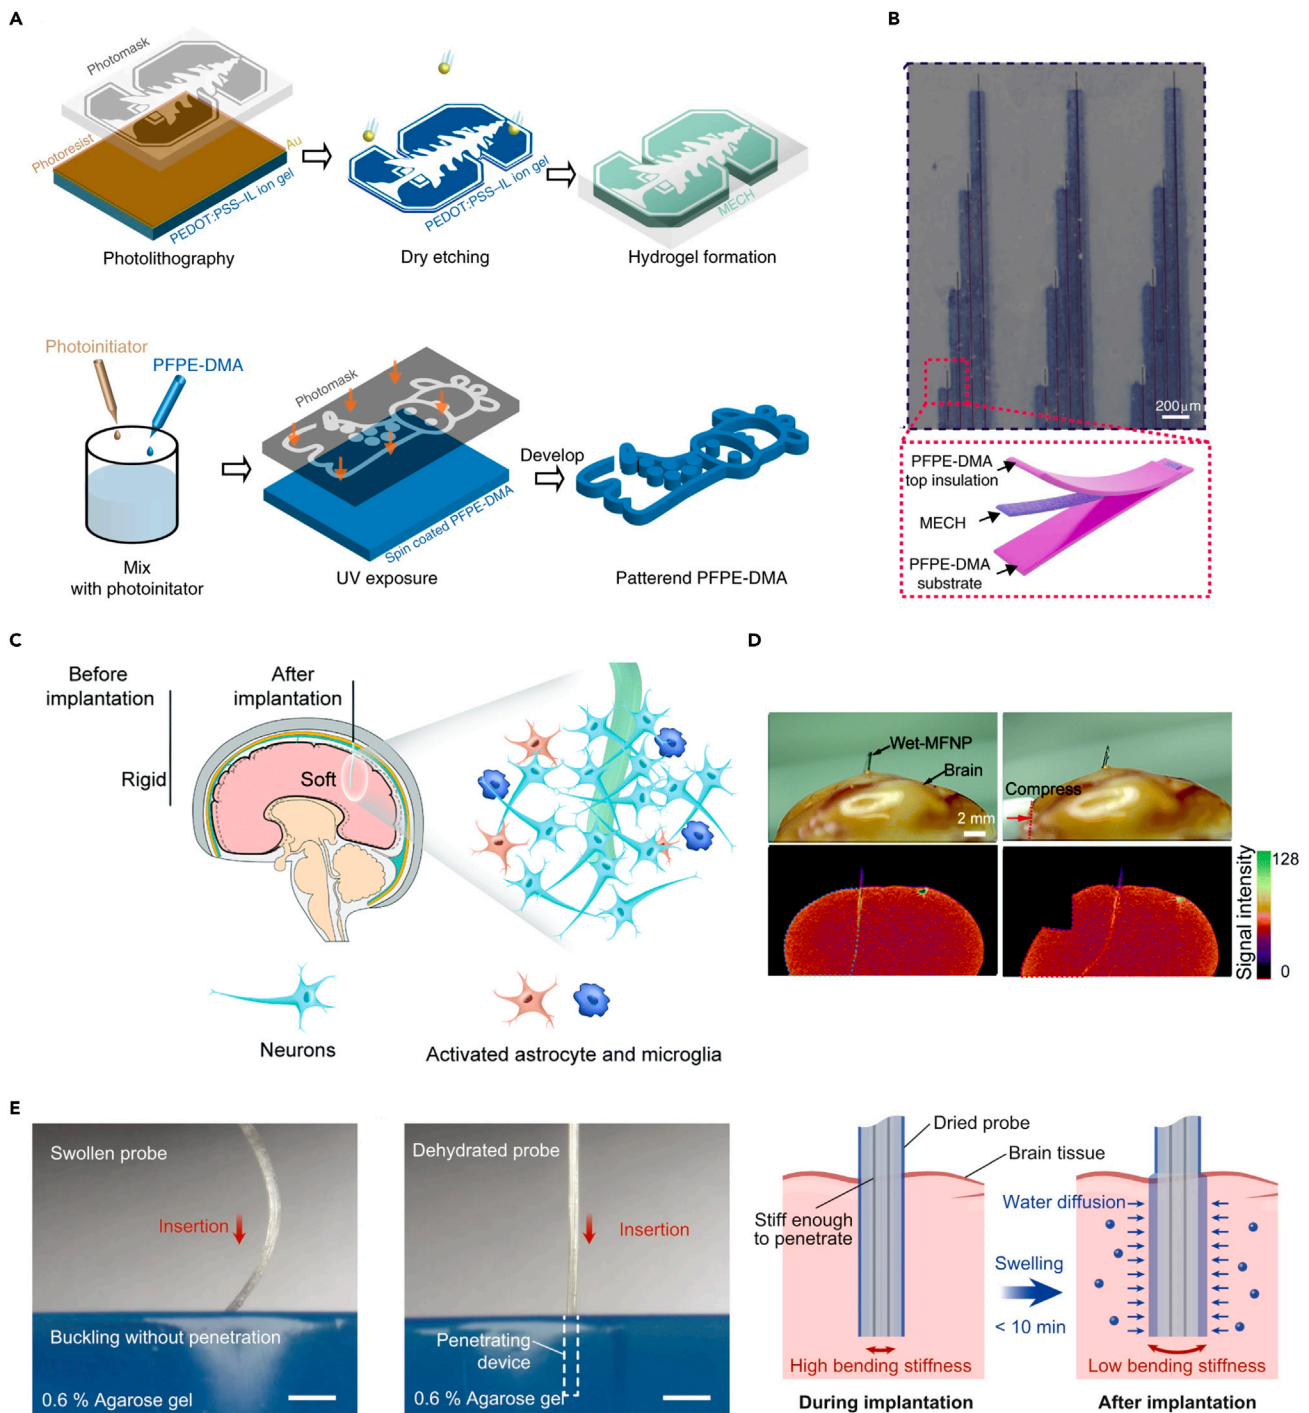 A
Photomask
Photoresist
Au
PEDOT:PSS–IL ion gel
Photolithography
PEDOT:PSS–IL ion gel
Dry etching
MECH
Hydrogel formation
Photoinitiator
PFPE-DMA
Mix
with photoinitator
Photomask
Spin coated PFPE-DMA
UV exposure
Develop
Patterend PFPE-DMA
B
200 μm
PFPE-DMA
top insulation
MECH
PFPE-DMA
substrate
C
Before
implantation
Rigid
After
implantation
Soft
Neurons
Activated astrocyte and microglia
D
Wet-MFNP
Brain
2 mm
Compress
Signal intensity
128
0
E
Swollen probe
Insertion
Buckling without penetration
0.6 % Agarose gel
Dehydrated probe
Insertion
Penetrating
device
0.6 % Agarose gel
Dried probe
Brain tissue
Stiff enough
to penetrate
High bending stiffness
During implantation
Swelling
< 10 min
Water diffusion
Low bending stiffness
After implantation